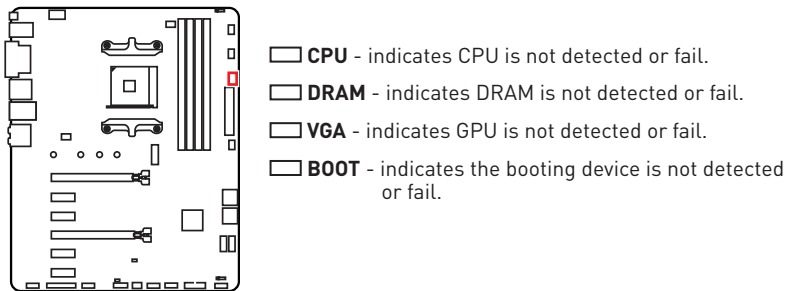 CPU - indicates CPU is not detected or fail.
DRAM - indicates DRAM is not detected or fail.
VGA - indicates GPU is not detected or fail.
BOOT - indicates the booting device is not detected
or fail.